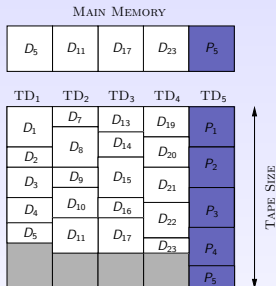 MAIN MEMORY
D5 D11 D17 D23 P5
TD1 TD2 TD3 TD4 TD5
D1 D7 D13 D19 P1
D2 D8 D14 D20 P2
D3 D9 D15 D21 P3
D4 D10 D16 D22 P4
D5 D11 D17 D23 P5
TAPE SIZE